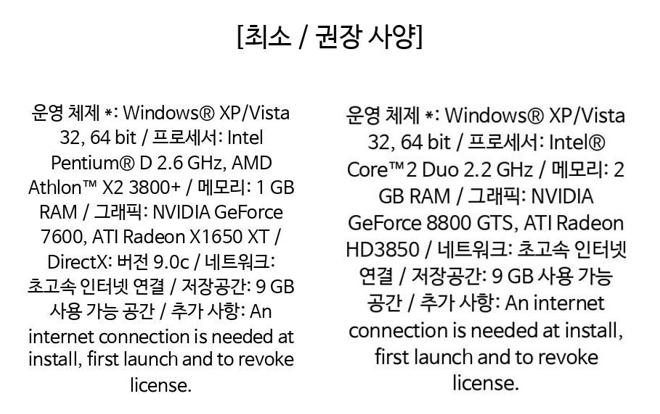 [최소 / 권장 사양]
운영 체제 *: Windows® XP/Vista
32, 64 bit / 프로세서: Intel
Pentium® D 2.6 GHz, AMD
Athlon™ X2 3800+ / 메모리: 1 GB
RAM / 그래픽: NVIDIA GeForce
7600, ATI Radeon X1650 XT /
DirectX: 버전 9.0c / 네트워크:
초고속 인터넷 연결 / 저장공간: 9 GB
사용 가능 공간 / 추가 사항: An
internet connection is needed at
install, first launch and to revoke
license.
운영 체제 *: Windows® XP/Vista
32, 64 bit / 프로세서: Intel®
Core™2 Duo 2.2 GHz / 메모리: 2
GB RAM / 그래픽: NVIDIA
GeForce 8800 GTS, ATI Radeon
HD3850 / 네트워크: 초고속 인터넷
연결 / 저장공간: 9 GB 사용 가능
공간 / 추가 사항: An internet
connection is needed at install,
first launch and to revoke
license.